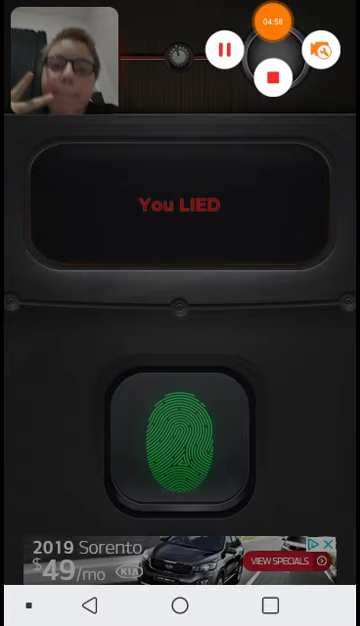 04:58
You LIED
2019 Sorento
$49/mo
KIA
VIEW SPECIALS